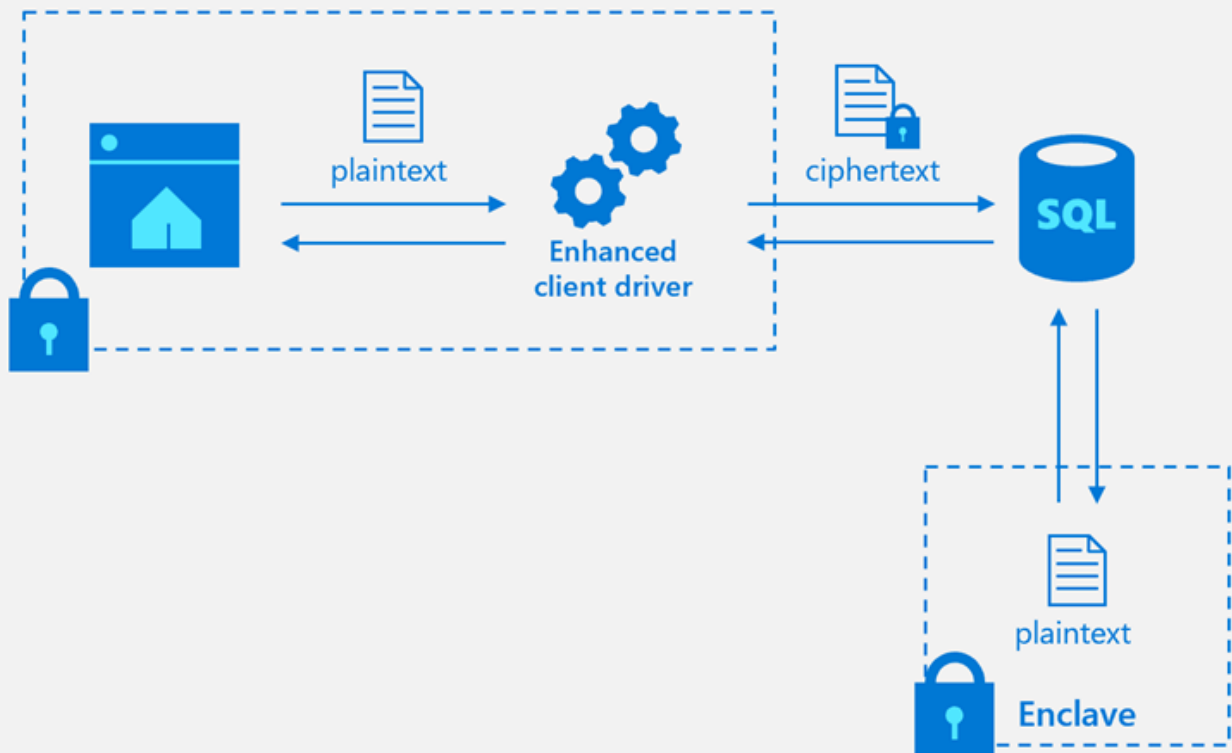 plaintext
ciphertext
SQL
Enhanced
client driver
plaintext
Enclave